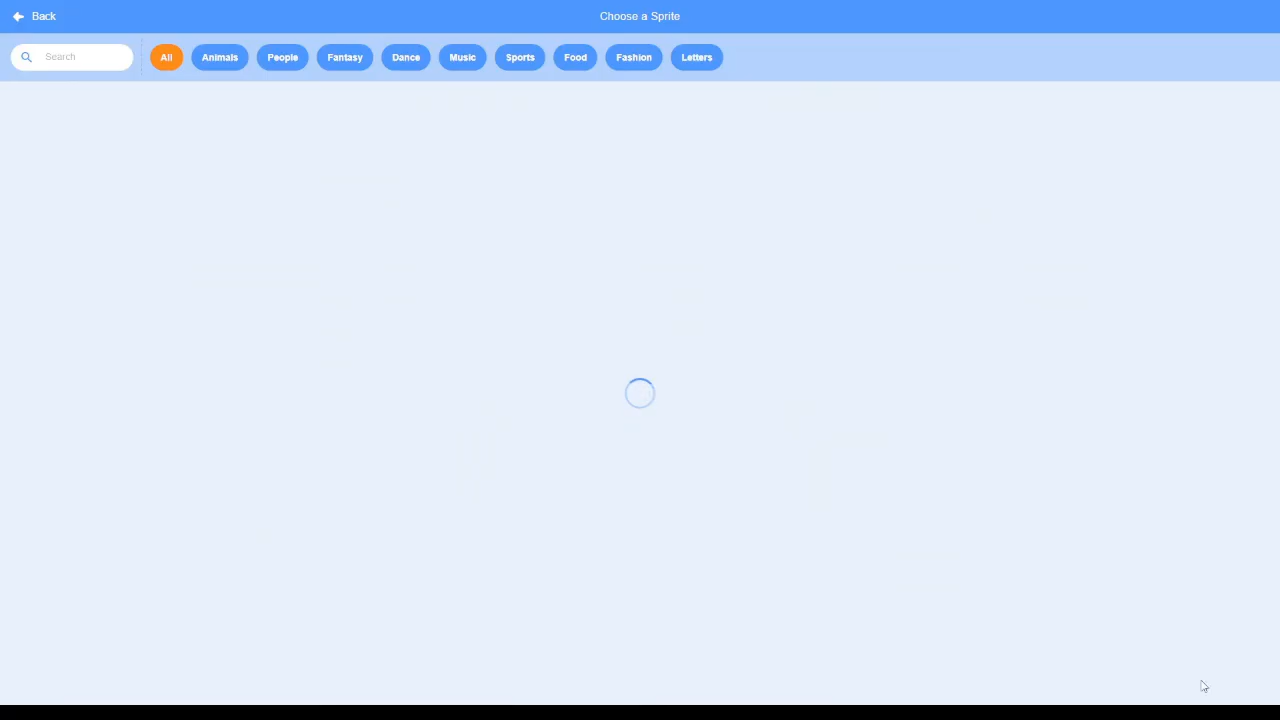 Back
Choose a Sprite
Search
All
Animals
People
Fantasy
Dance
Music
Sports
Food
Fashion
Letters